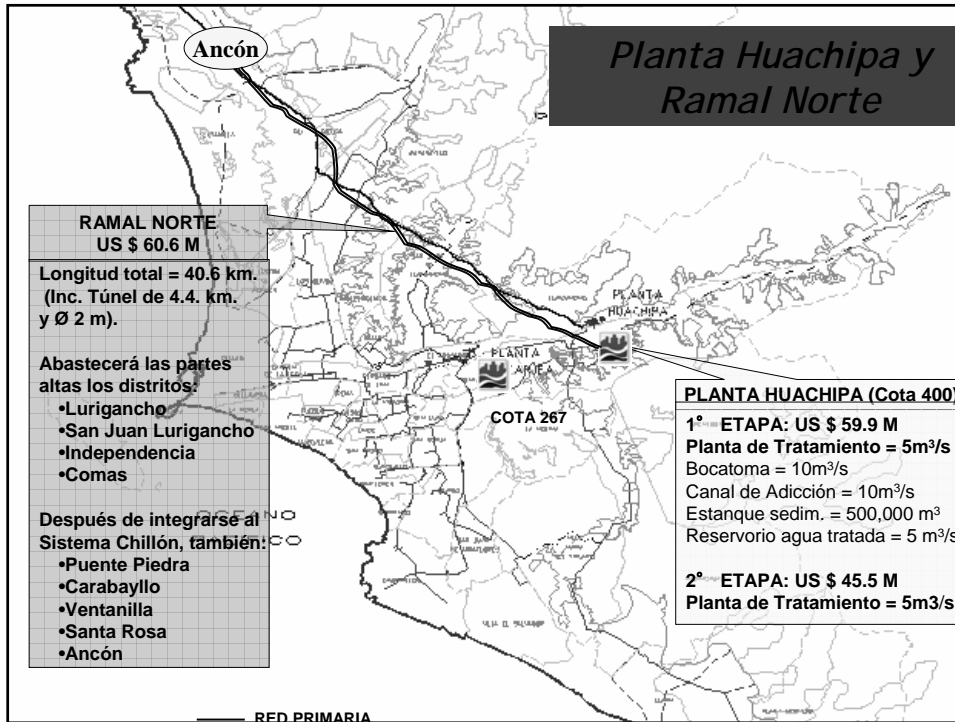 Planta Huachipa y
Ramal Norte
Ancón
RAMAL NORTE
US $ 60.6 M
Longitud total = 40.6 km.
(Inc. Túnel de 4.4. km.
y Ø 2 m).
Abastecerá las partes
altas los distritos:
•Lurigancho
•San Juan Lurigancho
•Independencia
•Comas
Después de integrarse al
Sistema Chillón, también:
•Puente Piedra
•Carabayllo
•Ventanilla
•Santa Rosa
•Ancón
PLANTA
HUACHIPA
PLANTA
COTA 267
PLANTA HUACHIPA (Cota 400)
1° ETAPA: US $ 59.9 M
Planta de Tratamiento = 5m³/s
Bocatoma = 10m³/s
Canal de Adicción = 10m³/s
Estanque sedim. = 500,000 m³
Reservorio agua tratada = 5 m³/s
2° ETAPA: US $ 45.5 M
Planta de Tratamiento = 5m3/s
RED PRIMARIA